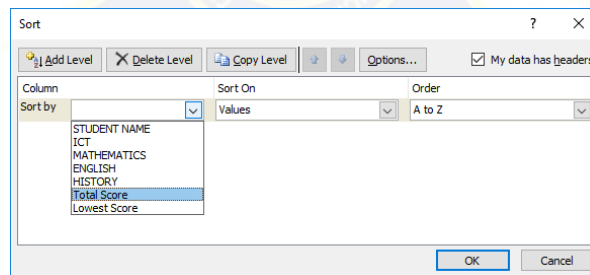 Sort
? ×
Add Level Delete Level Copy Level Options... My data has headers
Column Sort On Order
Sort by Values A to Z
STUDENT NAME
ICT
MATHEMATICS
ENGLISH
HISTORY
Total Score
Lowest Score
OK Cancel